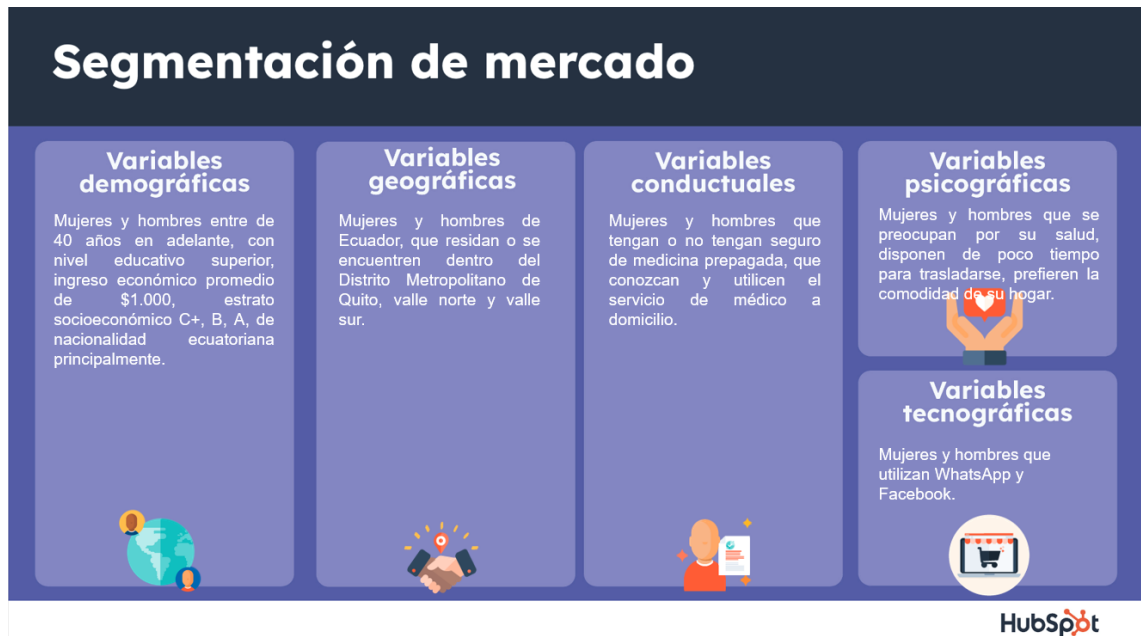 Segmentación de mercado
Variables
demográficas
Mujeres y hombres entre de
40 años en adelante, con
nivel educativo superior,
ingreso económico promedio
de $1.000, estrato
socioeconómico C+, B, A, de
nacionalidad ecuatoriana
principalmente.
Variables
geográficas
Mujeres y hombres de
Ecuador, que residan o se
encuentren dentro del
Distrito Metropolitano de
Quito, valle norte y valle
sur.
Variables
conductuales
Mujeres y hombres que
tengan o no tengan seguro
de medicina prepagada, que
conozcan y utilicen el
servicio de médico a
domicilio.
Variables
psicográficas
Mujeres y hombres que se
preocupan por su salud,
disponen de poco tiempo
para trasladarse, prefieren la
comodidad de su hogar.
Variables
tecnográficas
Mujeres y hombres que
utilizan WhatsApp y
Facebook.
HubSpot